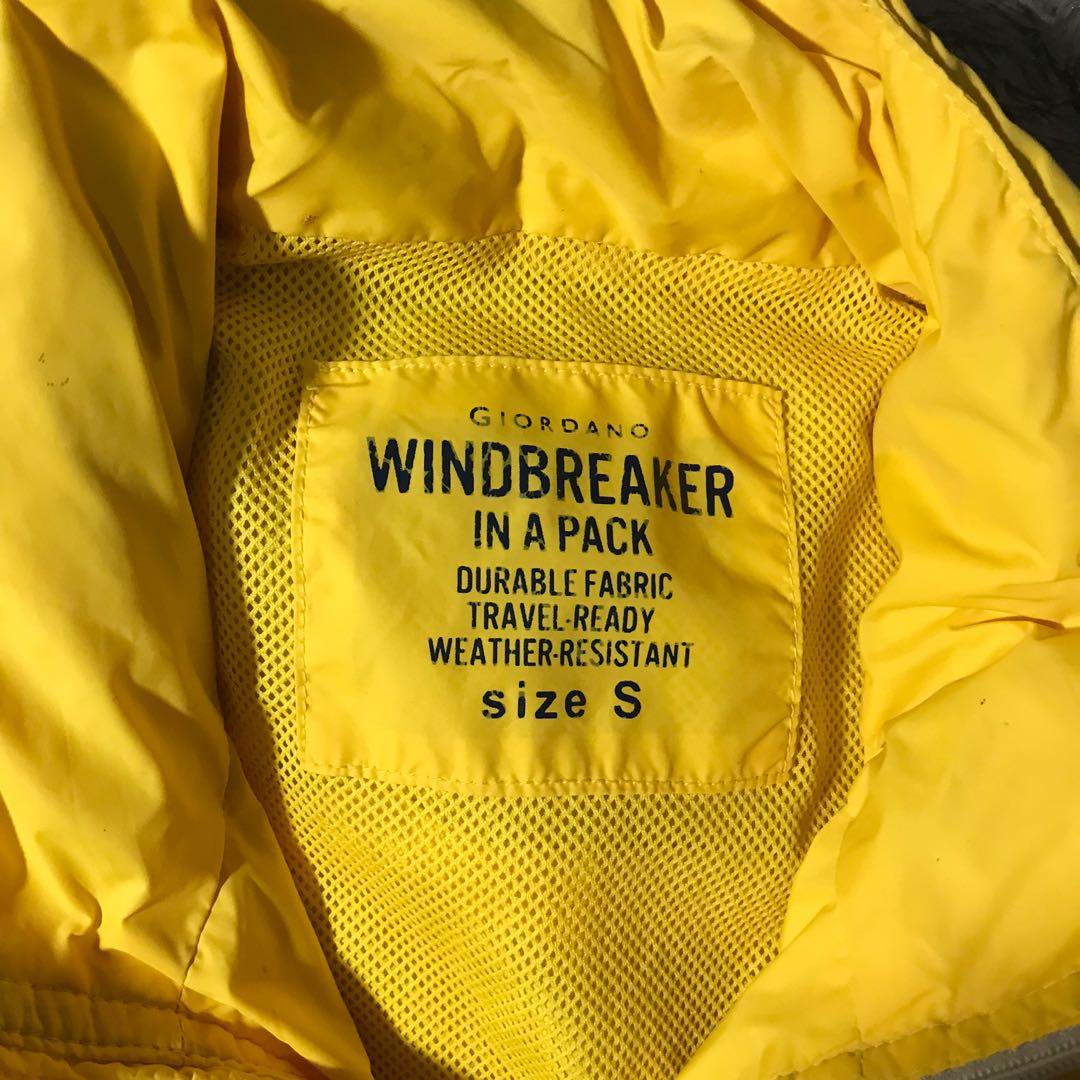 GIORDANO
WINDBREAKER
IN A PACK
DURABLE FABRIC
TRAVEL-READY
WEATHER-RESISTANT
size S